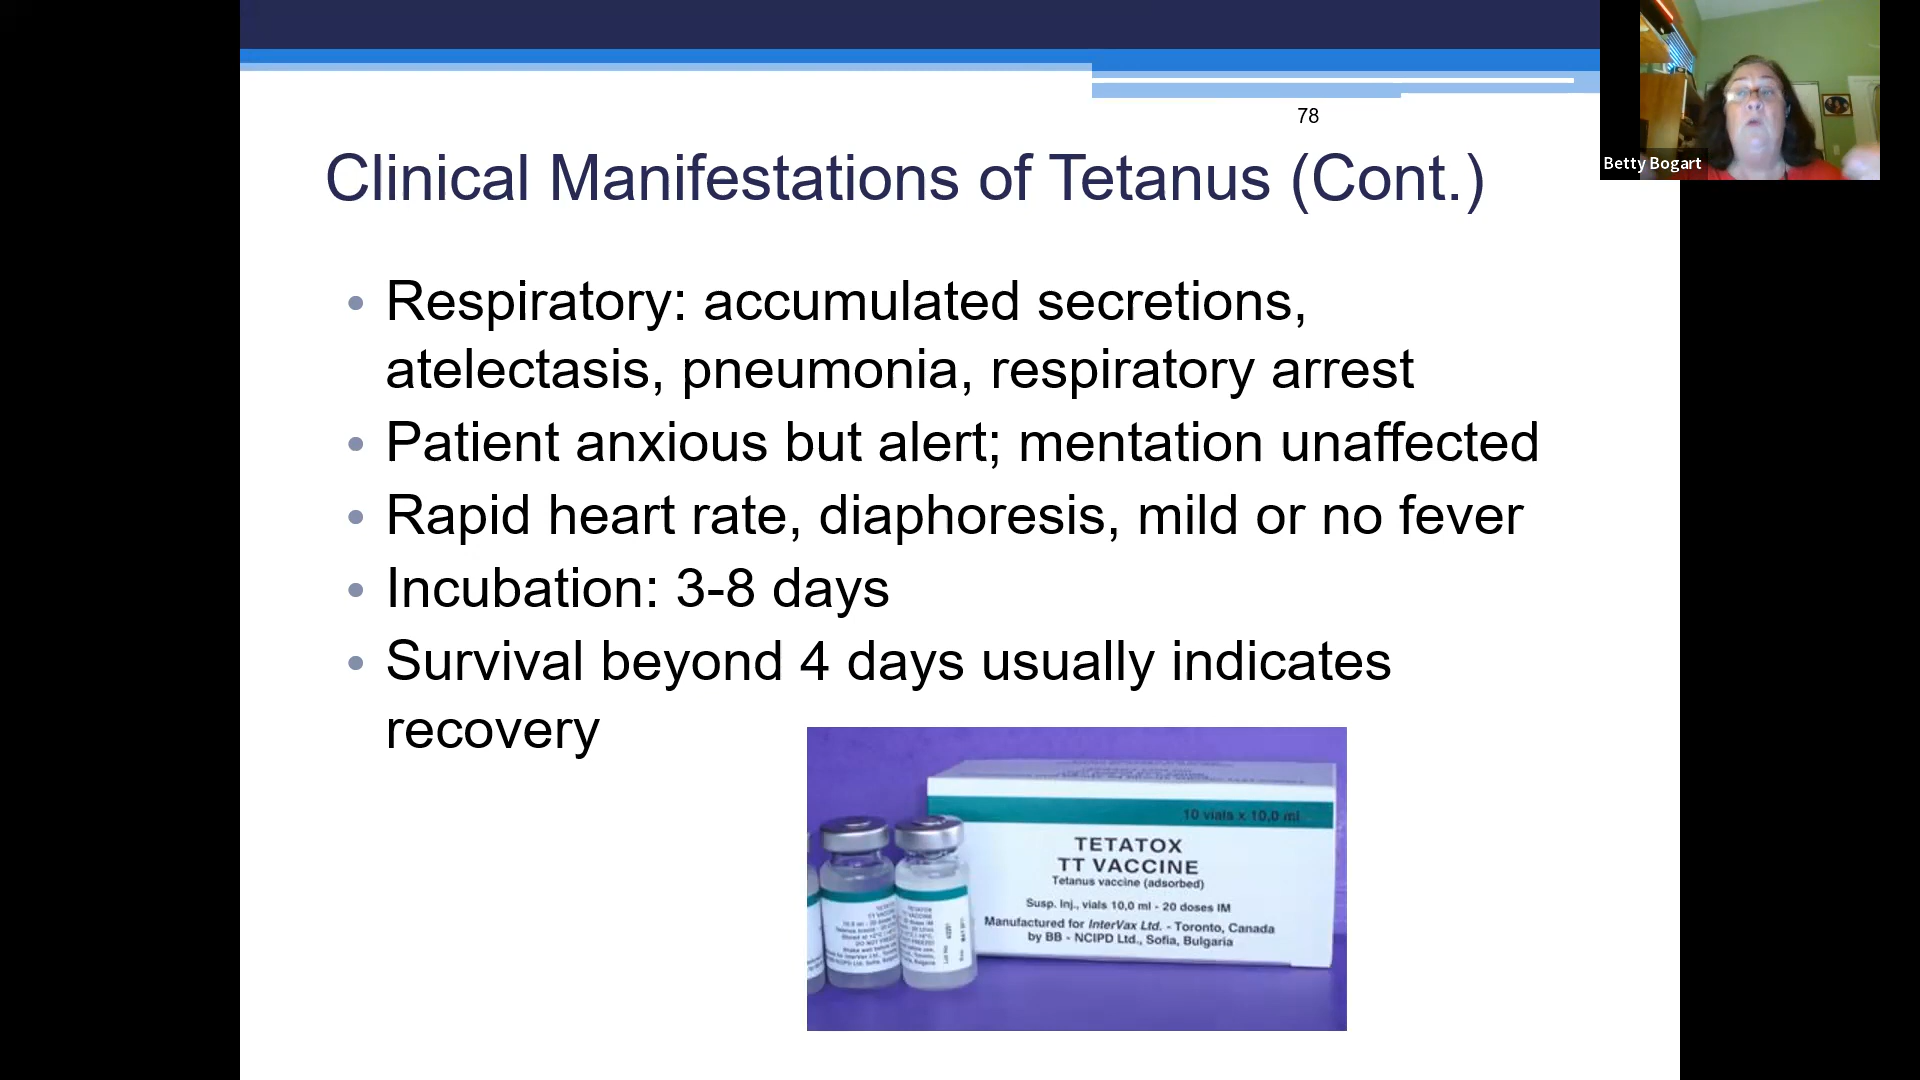 78
Betty Bogart
Clinical Manifestations of Tetanus (Cont.)
• Respiratory: accumulated secretions,
atelectasis, pneumonia, respiratory arrest
• Patient anxious but alert; mentation unaffected
• Rapid heart rate, diaphoresis, mild or no fever
• Incubation: 3-8 days
• Survival beyond 4 days usually indicates
recovery
10 vials x 10,0 ml
TETATOX
TT VACCINE
Tetanus vaccine (adsorbed)
Susp. Inj., vials 10,0 ml - 20 doses IM
Manufactured for InterVax Ltd. - Toronto, Canada
by BB - NCIPD Ltd., Sofia, Bulgaria
TETATOX
TT VACCINE